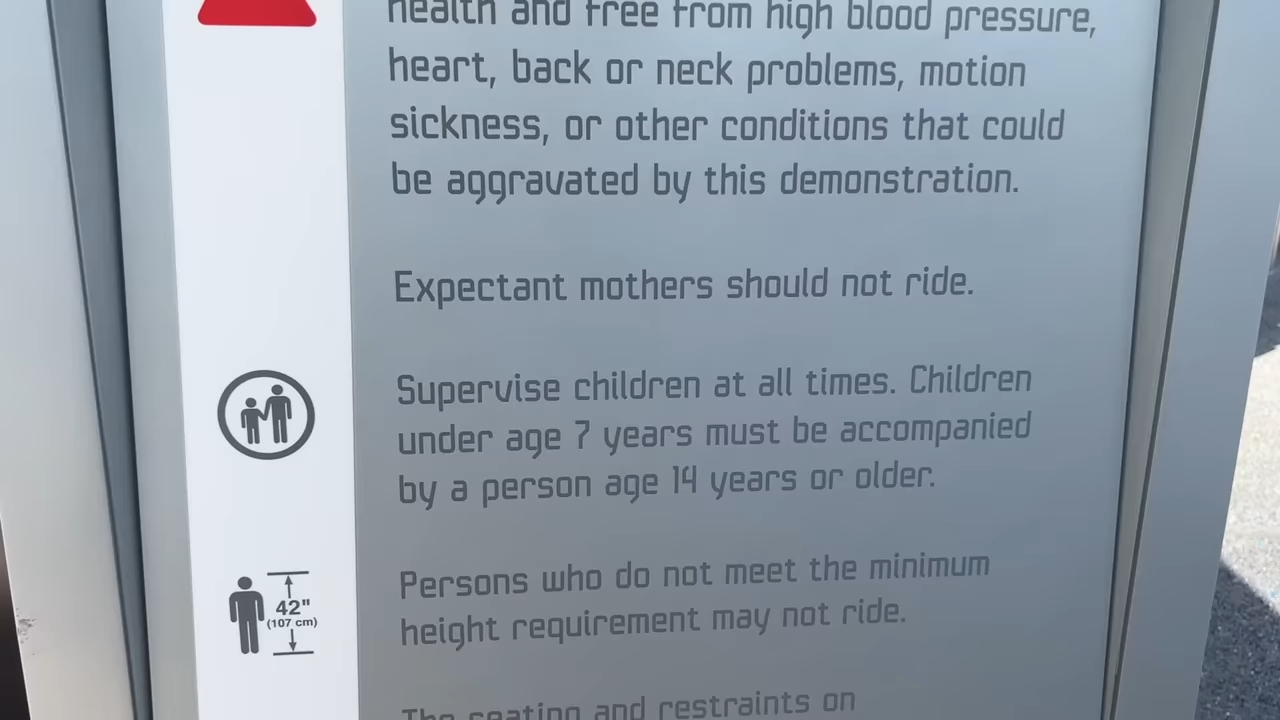 health and free from high blood pressure,
heart, back or neck problems, motion
sickness, or other conditions that could
be aggravated by this demonstration.
Expectant mothers should not ride.
Supervise children at all times. Children
under age 7 years must be accompanied
by a person age 14 years or older.
42"
(107 cm)
Persons who do not meet the minimum
height requirement may not ride.
The seating and restraints on